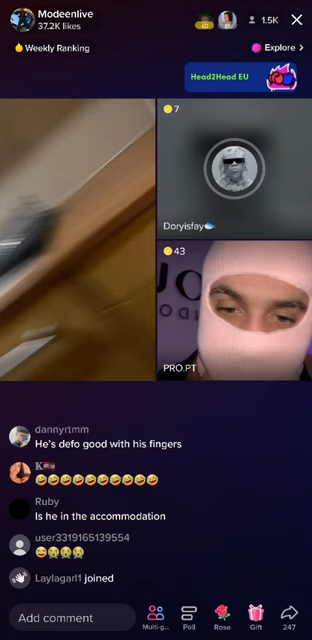 Modeenlive
37.2K likes
40
85
1.5K
Weekly Ranking
Explore >
Head2Head EU
7
Doryisfay
43
PRO.PT
dannyrtmm
He's defo good with his fingers
K
Ruby
Is he in the accommodation
user3319165139554
Laylagarl1 joined
Add comment
Multi-g...
Poll
Rose
Gift
247